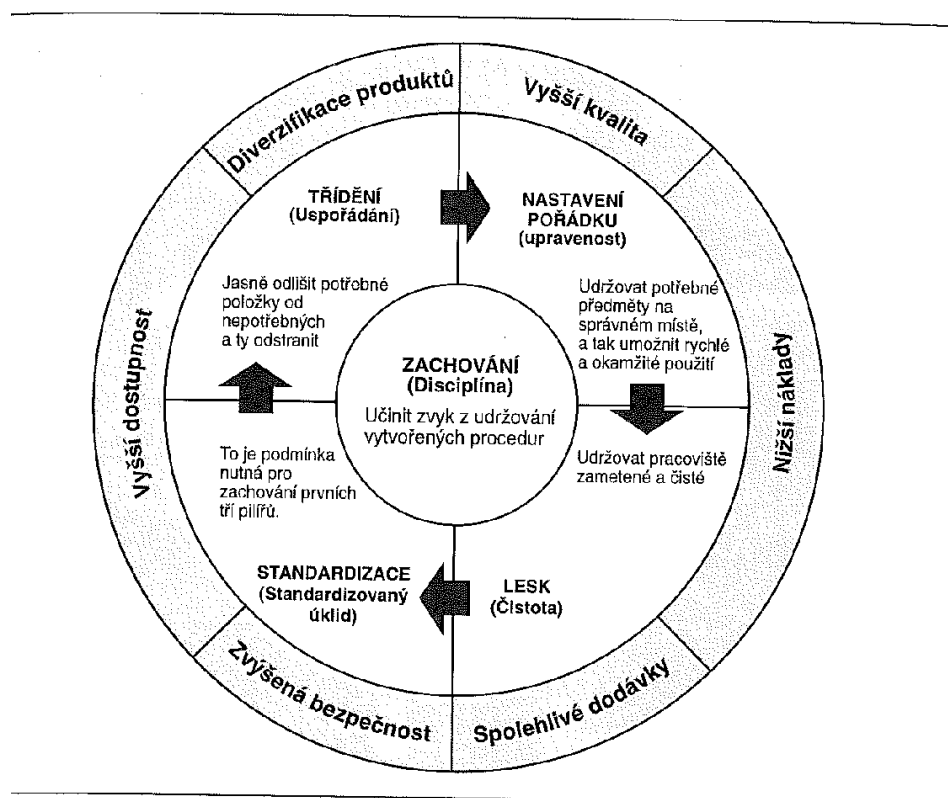 Diverzifikace produktů
Vyšší kvalita
Nižší náklady
Spolehlivé dodávky
Zvýšená bezpečnost
Vyšší dostupnost
TŘÍDĚNÍ
(Uspořádání)
Jasně odlišit potřebné
položky od
nepotřebných
a ty odstranit
NASTAVENÍ
POŘÁDKU
(upravenost)
Udržovat potřebné
předměty na
správném místě,
a tak umožnit rychlé
a okamžité použití
ZACHOVÁNÍ
(Disciplína)
Učinit zvyk z udržování
vytvořených procedur
Udržovat pracoviště
zametené a čisté
LESK
(Čistota)
To je podmínka
nutná pro
zachování prvních
tří pilířů.
STANDARDIZACE
(Standardizovaný
úklid)